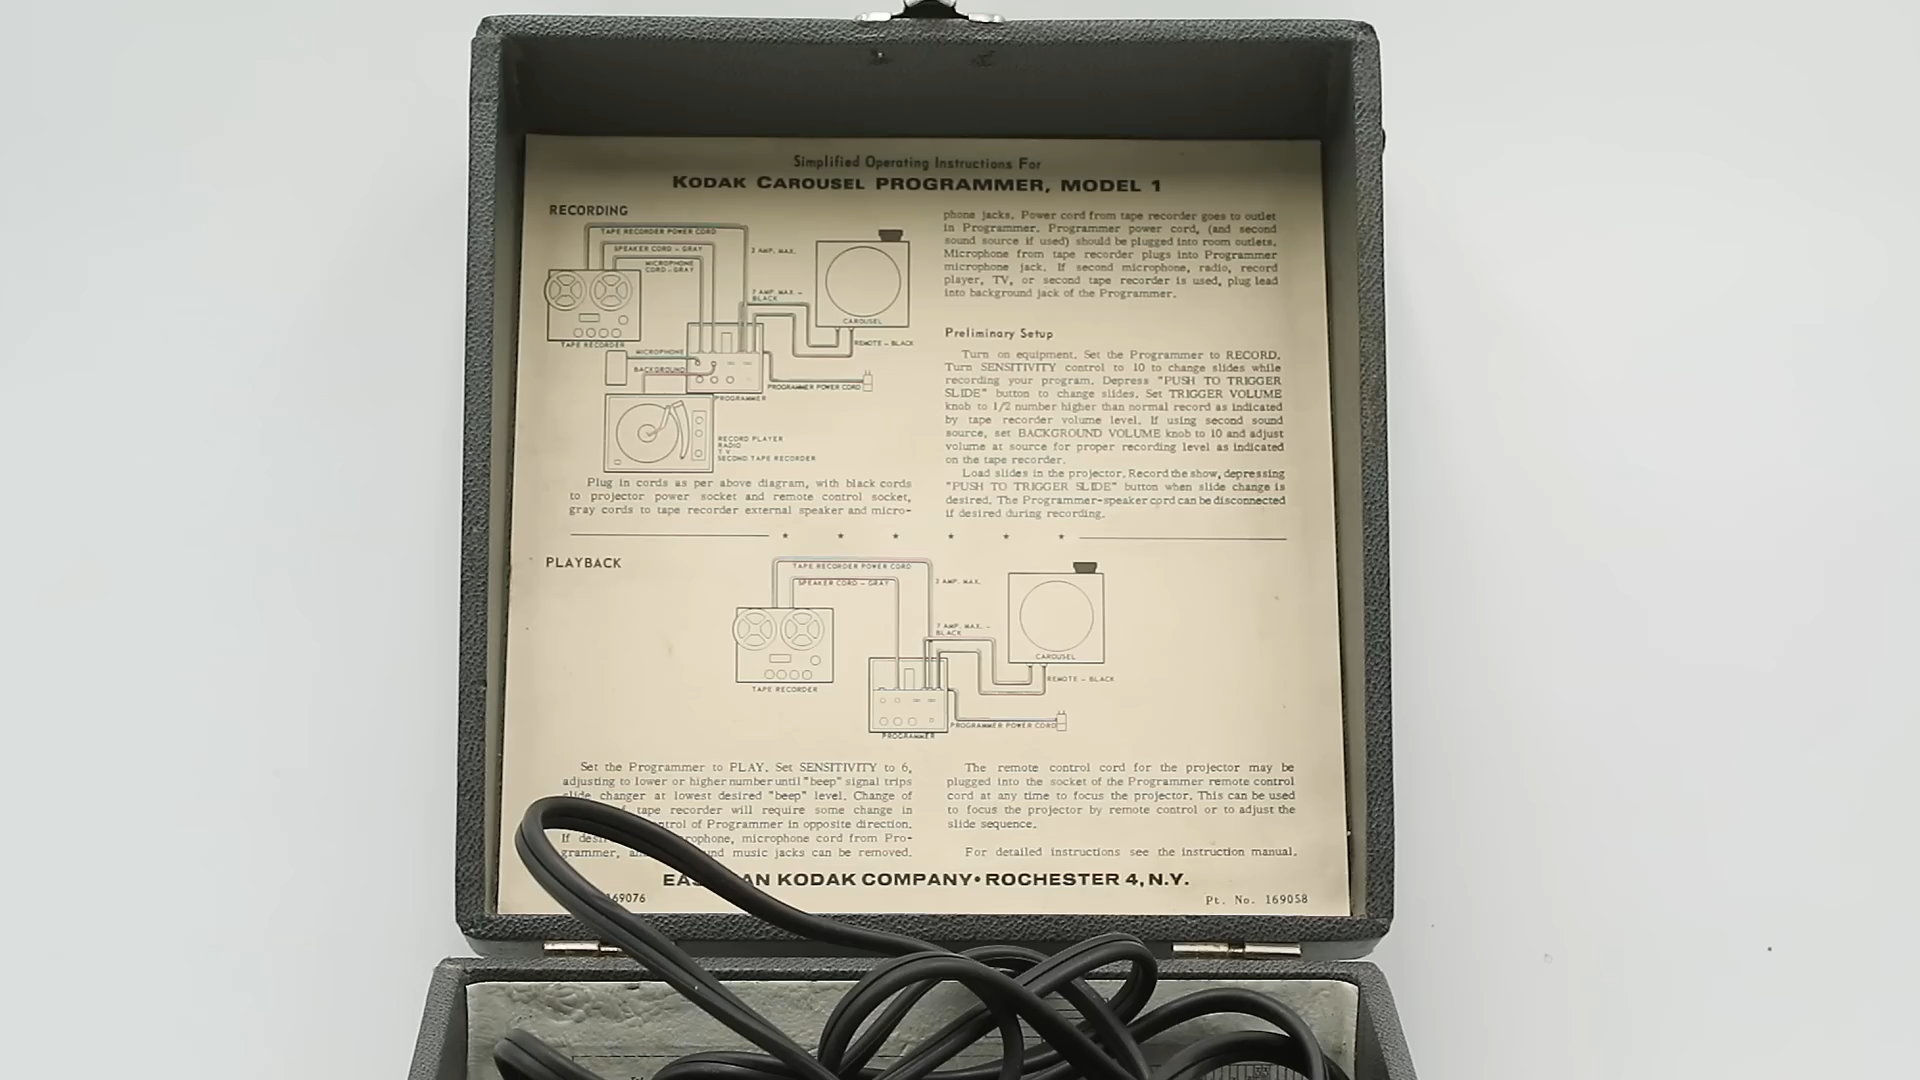 Simplified Operating Instructions For
KODAK CAROUSEL PROGRAMMER, MODEL 1
RECORDING
TAPE RECORDER POWER CORD
SPEAKER CORD - GRAY
MICROPHONE
CORD - GRAY
2 AMP. MAX.
7 AMP. MAX. -
BLACK
CAROUSEL
REMOTE - BLACK
TAPE RECORDER
MICROPHONE
BACKGROUND
PROGRAMMER POWER CORD
PROGRAMMER
RECORD PLAYER
RADIO
T V
SECOND TAPE RECORDER
Plug in cords as per above diagram, with black cords
to projector power socket and remote control socket,
gray cords to tape recorder external speaker and micro-
phone jacks. Power cord from tape recorder goes to outlet
in Programmer. Programmer power cord, (and second
sound source if used) should be plugged into room outlets.
Microphone from tape recorder plugs into Programmer
microphone jack. If second microphone, radio, record
player, TV, or second tape recorder is used, plug lead
into background jack of the Programmer.
Preliminary Setup
Turn on equipment. Set the Programmer to RECORD.
Turn SENSITIVITY control to 10 to change slides while
recording your program. Depress "PUSH TO TRIGGER
SLIDE" button to change slides. Set TRIGGER VOLUME
knob to 1/2 number higher than normal record as indicated
by tape recorder volume level. If using second sound
source, set BACKGROUND VOLUME knob to 10 and adjust
volume at source for proper recording level as indicated
on the tape recorder.
Load slides in the projector. Record the show, depressing
"PUSH TO TRIGGER SLIDE" button when slide change is
desired. The Programmer-speaker cord can be disconnected
if desired during recording.
PLAYBACK
TAPE RECORDER POWER CORD
SPEAKER CORD - GRAY
2 AMP. MAX.
7 AMP. MAX. -
BLACK
CAROUSEL
REMOTE - BLACK
TAPE RECORDER
PROGRAMMER POWER CORD
PROGRAMMER
Set the Programmer to PLAY. Set SENSITIVITY to 6,
adjusting to lower or higher number until "beep" signal trips
slide changer at lowest desired "beep" level. Change of
tape recorder will require some change in
of Programmer in opposite direction.
If microphone cord from Pro-
grammer, music jacks can be removed.
The remote control cord for the projector may be
plugged into the socket of the Programmer remote control
cord at any time to focus the projector. This can be used
to focus the projector by remote control or to adjust the
slide sequence.
For detailed instructions see the instruction manual.
KODAK COMPANY • ROCHESTER 4, N.Y.
Pt. No. 169058